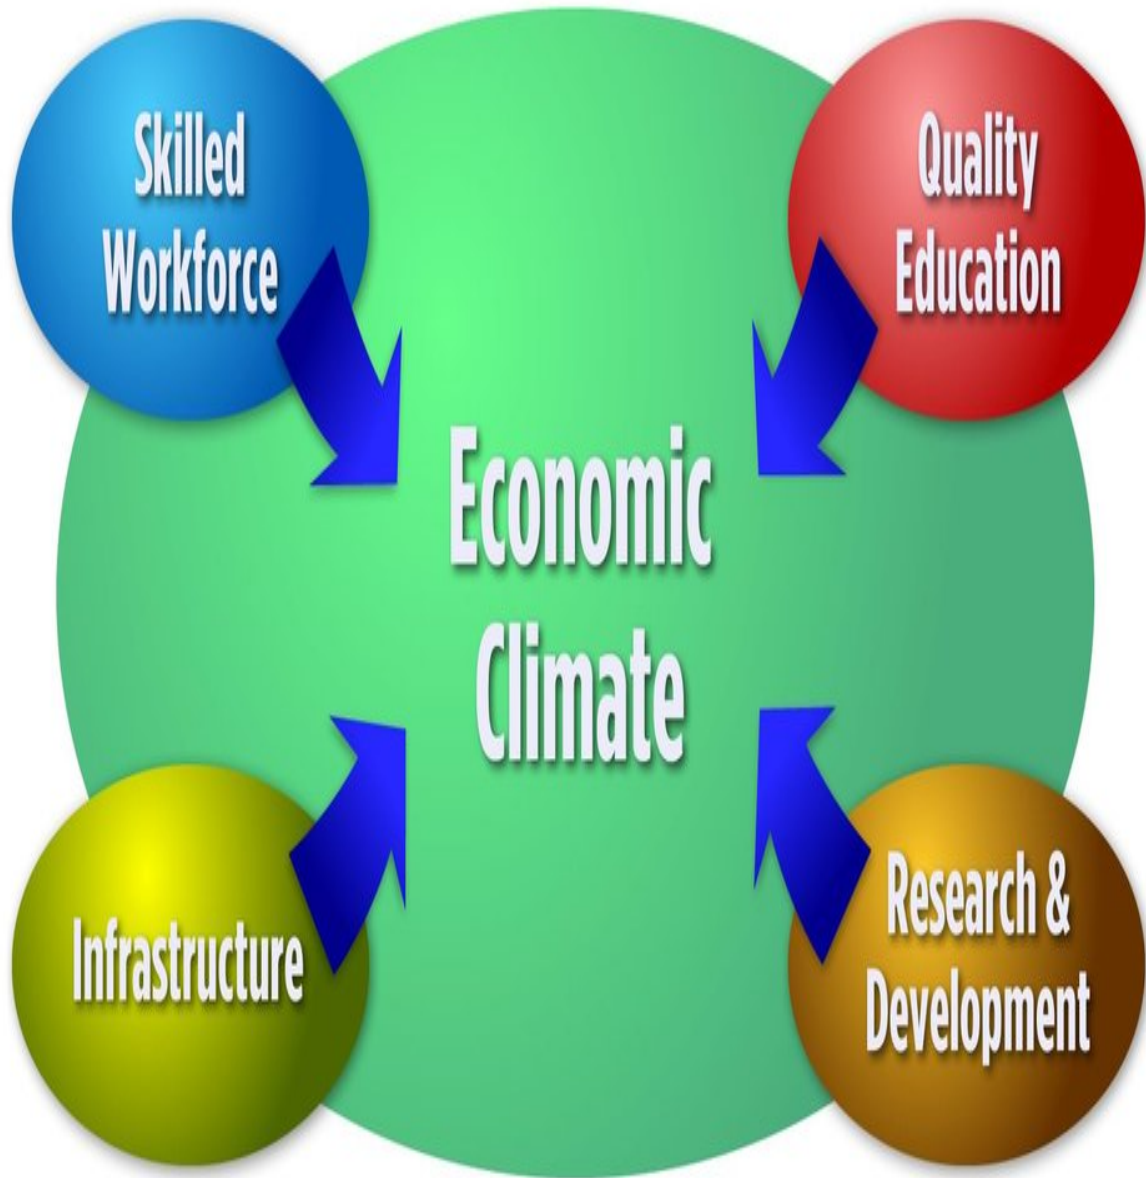 Skilled
Workforce
Quality
Education
Economic
Climate
Infrastructure
Research &
Development